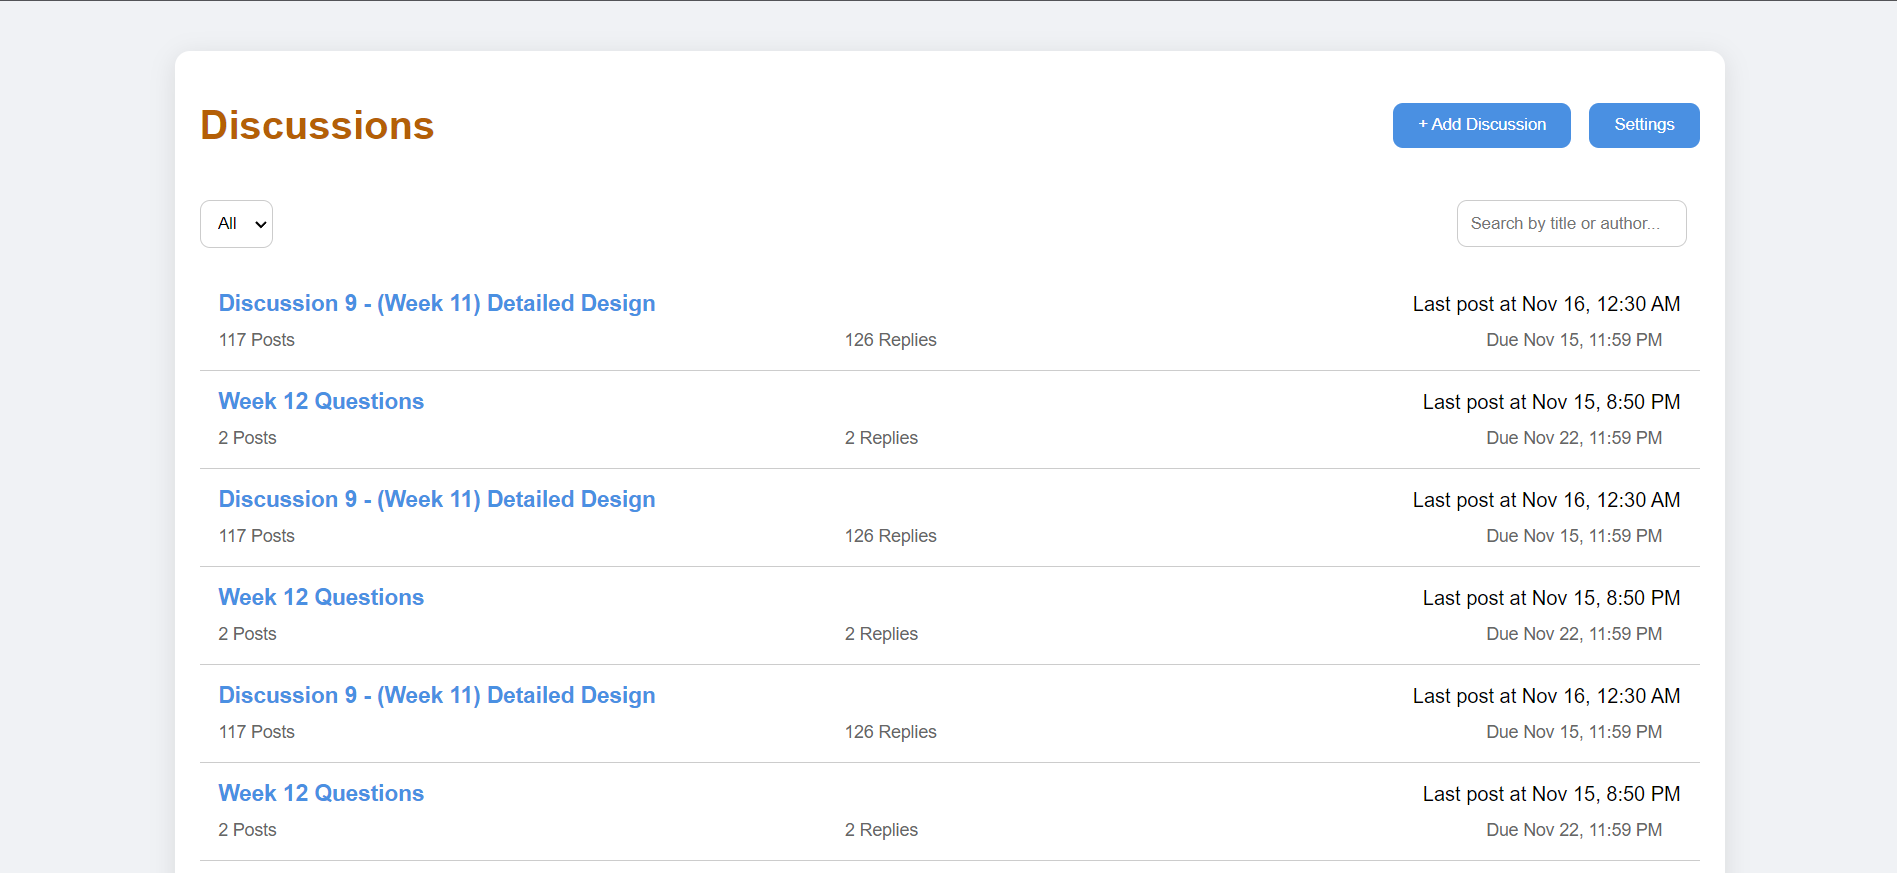 Discussions
+ Add Discussion Settings
All Search by title or author...
Discussion 9 - (Week 11) Detailed Design Last post at Nov 16, 12:30 AM
117 Posts 126 Replies Due Nov 15, 11:59 PM
Week 12 Questions Last post at Nov 15, 8:50 PM
2 Posts 2 Replies Due Nov 22, 11:59 PM
Discussion 9 - (Week 11) Detailed Design Last post at Nov 16, 12:30 AM
117 Posts 126 Replies Due Nov 15, 11:59 PM
Week 12 Questions Last post at Nov 15, 8:50 PM
2 Posts 2 Replies Due Nov 22, 11:59 PM
Discussion 9 - (Week 11) Detailed Design Last post at Nov 16, 12:30 AM
117 Posts 126 Replies Due Nov 15, 11:59 PM
Week 12 Questions Last post at Nov 15, 8:50 PM
2 Posts 2 Replies Due Nov 22, 11:59 PM